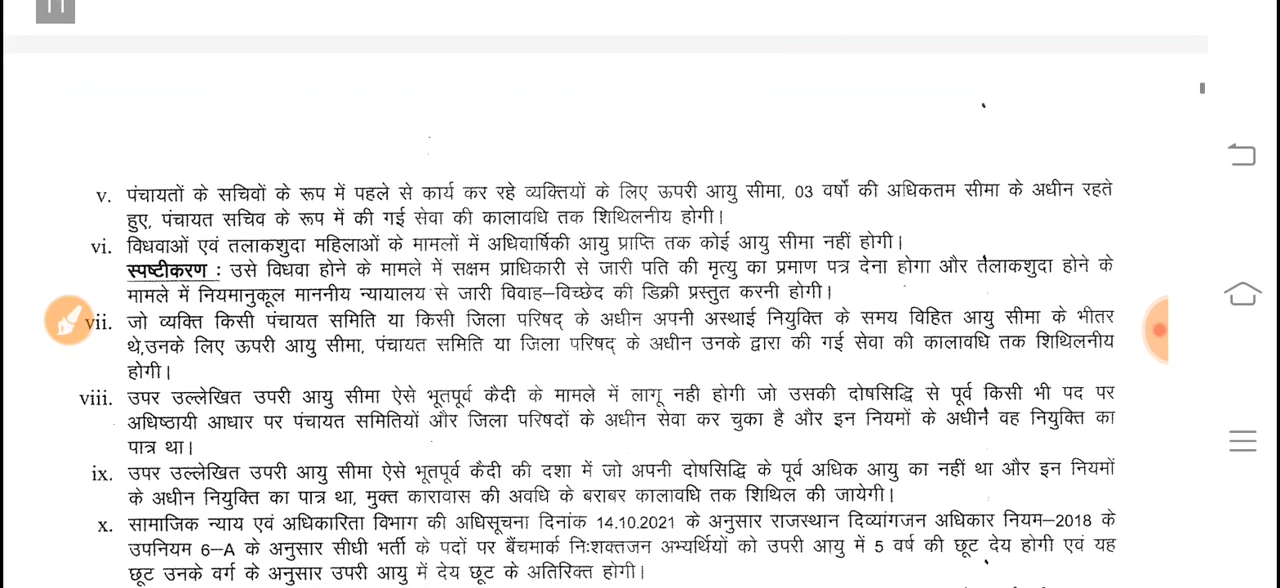 11
v. पंचायतों के सचिवों के रूप में पहले से कार्य कर रहे व्यक्तियों के लिए ऊपरी आयु सीमा, 03 वर्षों की अधिकतम सीमा के अधीन रहते
हुए, पंचायत सचिव के रूप में की गई सेवा की कालावधि तक शिथिलनीय होगी।
vi. विधवाओं एवं तलाकशुदा महिलाओं के मामलों में अधिवार्षिकी आयु प्राप्ति तक कोई आयु सीमा नहीं होगी।
स्पष्टीकरण : उसे विधवा होने के मामले में सक्षम प्राधिकारी से जारी पति की मृत्यु का प्रमाण पत्र देना होगा और तलाकशुदा होने के
मामले में नियमानुकूल माननीय न्यायालय से जारी विवाह–विच्छेद की डिक्री प्रस्तुत करनी होगी।
vii. जो व्यक्ति किसी पंचायत समिति या किसी जिला परिषद् के अधीन अपनी अस्थाई नियुक्ति के समय विहित आयु सीमा के भीतर
थे,उनके लिए ऊपरी आयु सीमा, पंचायत समिति या जिला परिषद् के अधीन उनके द्वारा की गई सेवा की कालावधि तक शिथिलनीय
होगी।
viii. उपर उल्लेखित उपरी आयु सीमा ऐसे भूतपूर्व कैदी के मामले में लागू नही होगी जो उसकी दोषसिद्धि से पूर्व किसी भी पद पर
अधिष्ठायी आधार पर पंचायत समितियों और जिला परिषदों के अधीन सेवा कर चुका है और इन नियमों के अधीन वह नियुक्ति का
पात्र था।
ix. उपर उल्लेखित उपरी आयु सीमा ऐसे भूतपूर्व कैदी की दशा में जो अपनी दोषसिद्धि के पूर्व अधिक आयु का नहीं था और इन नियमों
के अधीन नियुक्ति का पात्र था, मुक्त कारावास की अवधि के बराबर कालावधि तक शिथिल की जायेगी।
x. सामाजिक न्याय एवं अधिकारिता विभाग की अधिसूचना दिनांक 14.10.2021 के अनुसार राजस्थान दिव्यांगजन अधिकार नियम–2018 के
उपनियम 6–A के अनुसार सीधी भर्ती के पदों पर बैंचमार्क निःशक्तजन अभ्यर्थियों को उपरी आयु में 5 वर्ष की छूट देय होगी एवं यह
छूट उनके वर्ग के अनुसार उपरी आयु में देय छूट के अतिरिक्त होगी।